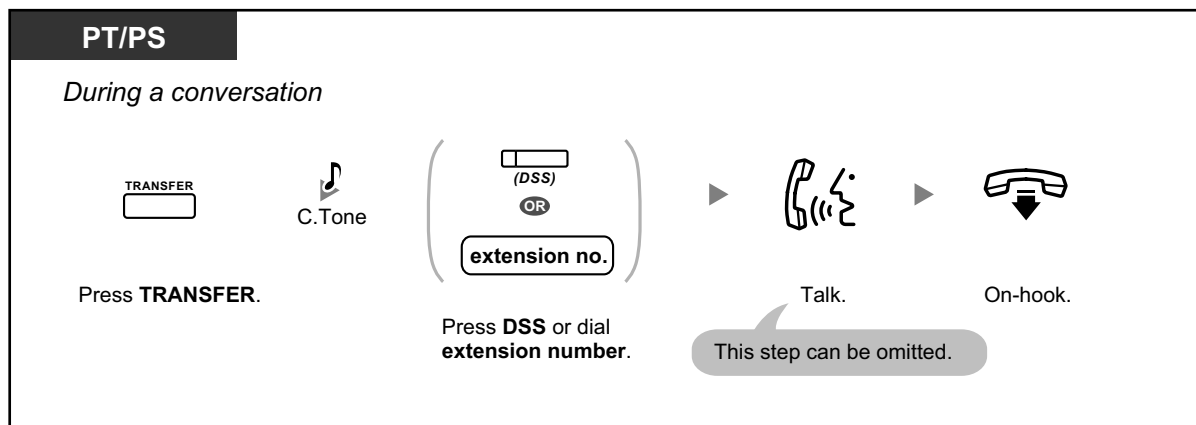 PT/PS
During a conversation
TRANSFER
C.Tone
(DSS)
OR
extension no.
Press TRANSFER.
Press DSS or dial
extension number.
Talk.
On-hook.
This step can be omitted.